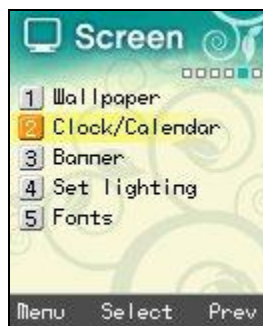 Screen
1 Wallpaper
2 Clock/Calendar
3 Banner
4 Set lighting
5 Fonts
Menu Select Prev